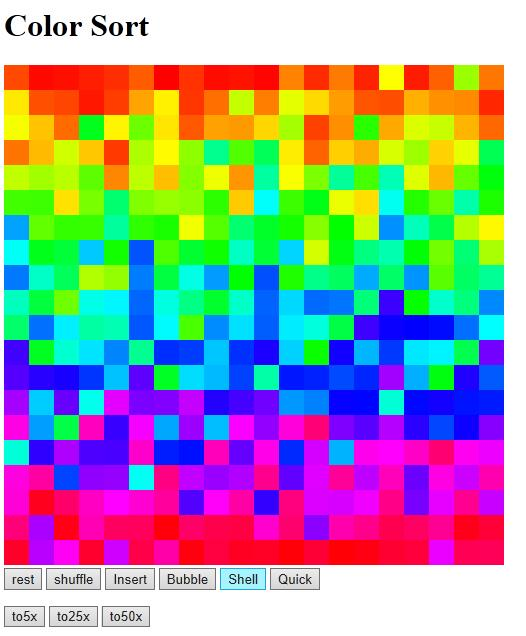 Color Sort
rest shuffle Insert Bubble Shell Quick
to5x to25x to50x